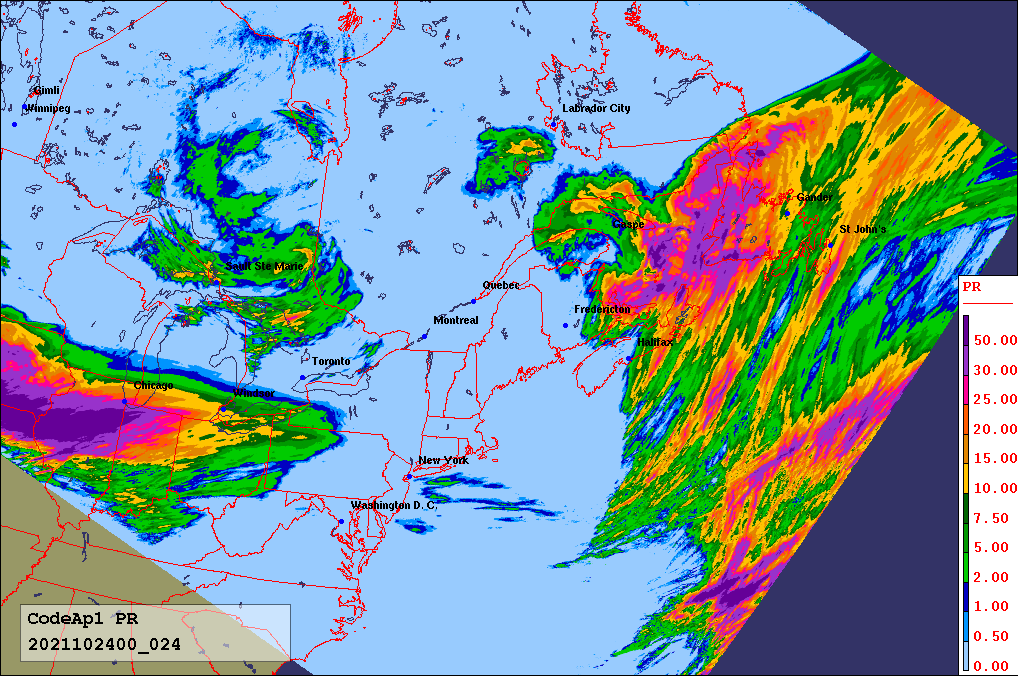 Gimli
Winnipeg
Labrador City
Gander
Gaspe
St John's
Sault Ste Marie
Quebec
Fredericton
Montreal
Halifax
Toronto
Chicago
Windsor
New York
Washington D. C.
PR
50.00
30.00
25.00
20.00
15.00
10.00
7.50
5.00
2.00
1.00
0.50
0.00
CodeAp1 PR
2021102400_024